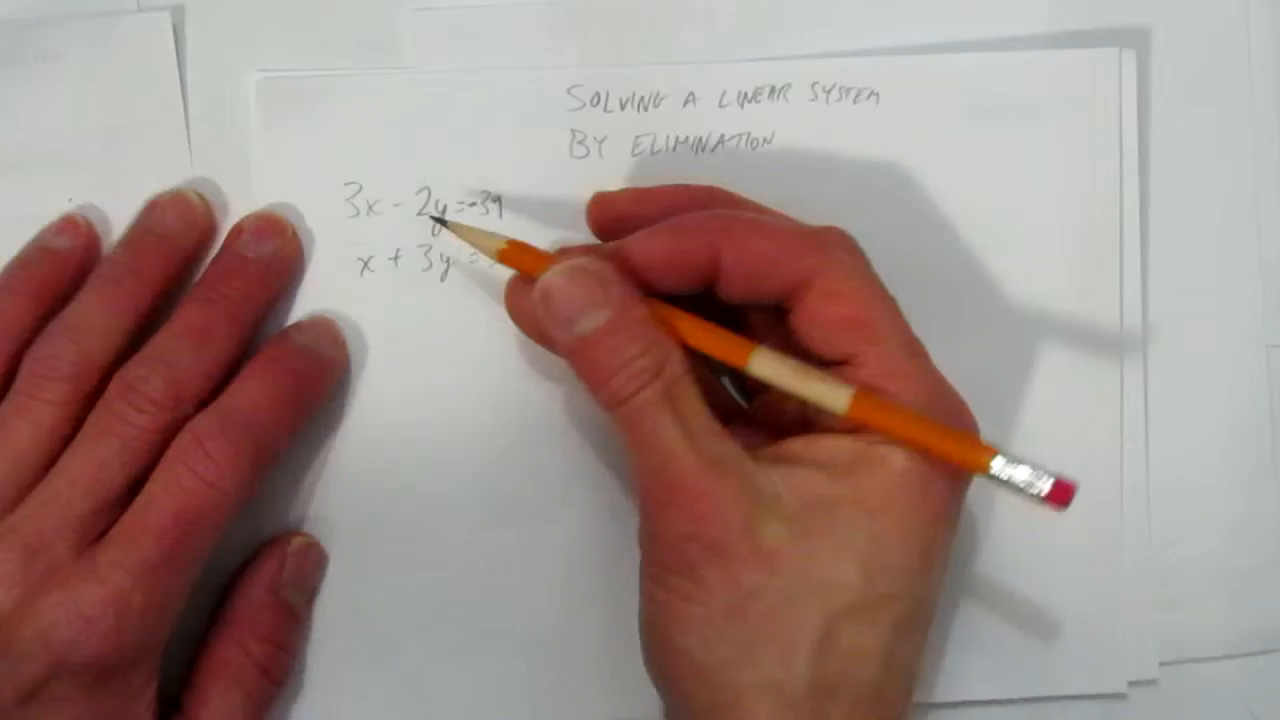 SOLVING A LINEAR SYSTEM
BY ELIMINATION
3x - 2y = -39
x + 3y =